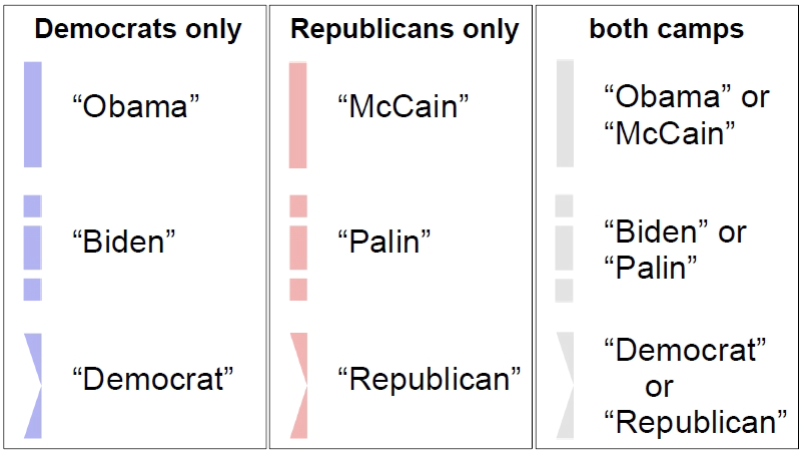 Democrats only
“Obama”
“Biden”
“Democrat”
Republicans only
“McCain”
“Palin”
“Republican”
both camps
“Obama” or
“McCain”
“Biden” or
“Palin”
“Democrat”
or
“Republican”